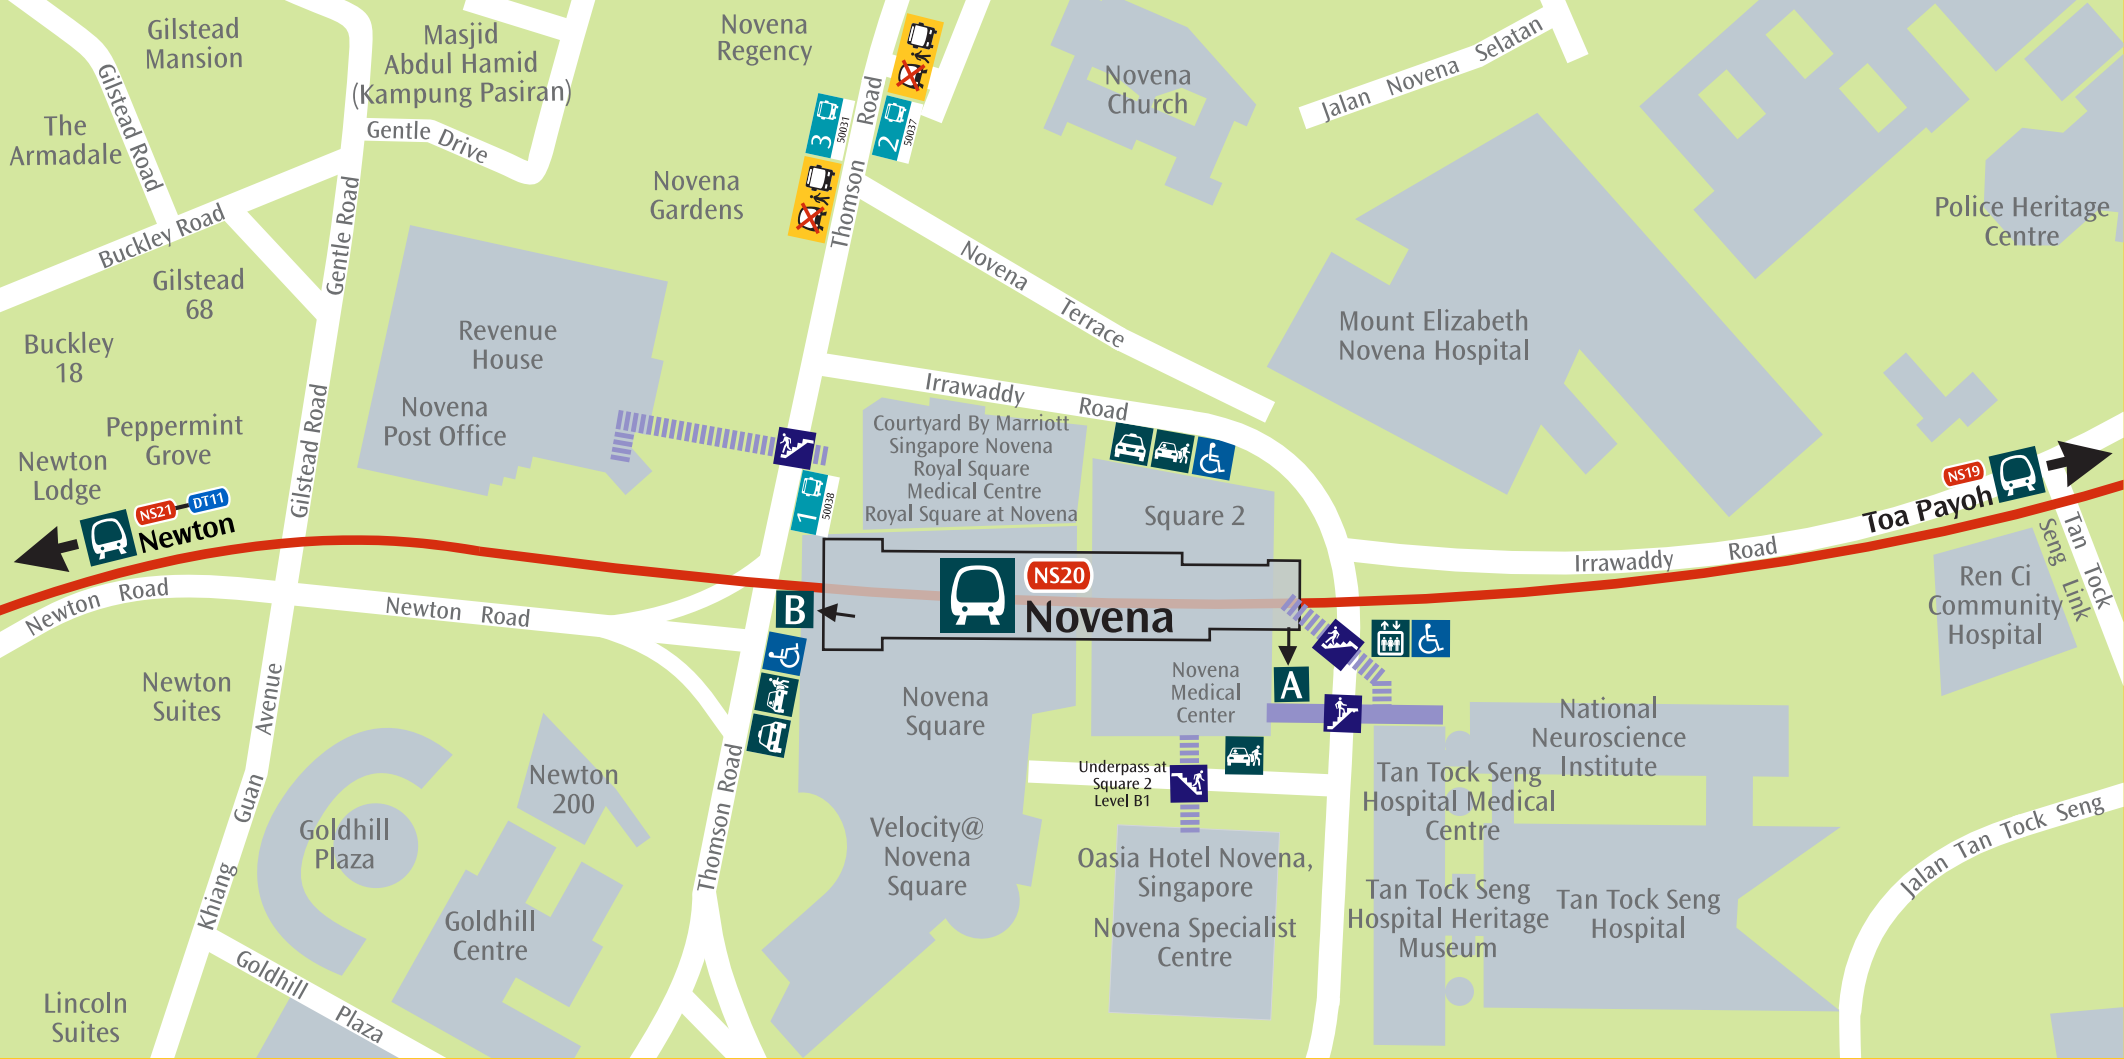 Gilstead
Mansion
Masjid
Abdul Hamid
(Kampung Pasiran)
Novena
Regency
Novena
Church
Jalan Novena Selatan
Gilstead Road
The
Armadale
Gentle Drive
3
50031
2
50037
Thomson Road
Novena
Gardens
Police Heritage
Centre
Buckley Road
Gentle Road
Gilstead
68
Novena Terrace
Buckley
18
Revenue
House
Mount Elizabeth
Novena Hospital
Irrawaddy Road
Peppermint
Grove
Novena
Post Office
Newton
Lodge
Gilstead Road
Courtyard By Marriott
Singapore Novena
Royal Square
Medical Centre
Royal Square at Novena
Square 2
1
50038
NS21
DT11
Newton
NS19
Toa Payoh
Irrawaddy Road
Tan Tock
Seng Link
Ren Ci
Community
Hospital
Newton Road
Newton Road
B
NS20
Novena
A
Novena
Medical
Center
Newton
Suites
Khiang Guan Avenue
Novena
Square
National
Neuroscience
Institute
Newton
200
Thomson Road
Underpass at
Square 2
Level B1
Tan Tock Seng
Hospital Medical
Centre
Goldhill
Plaza
Velocity@
Novena
Square
Oasia Hotel Novena,
Singapore
Novena Specialist
Centre
Tan Tock Seng
Hospital Heritage
Museum
Tan Tock Seng
Hospital
Jalan Tan Tock Seng
Goldhill
Centre
Goldhill Plaza
Lincoln
Suites